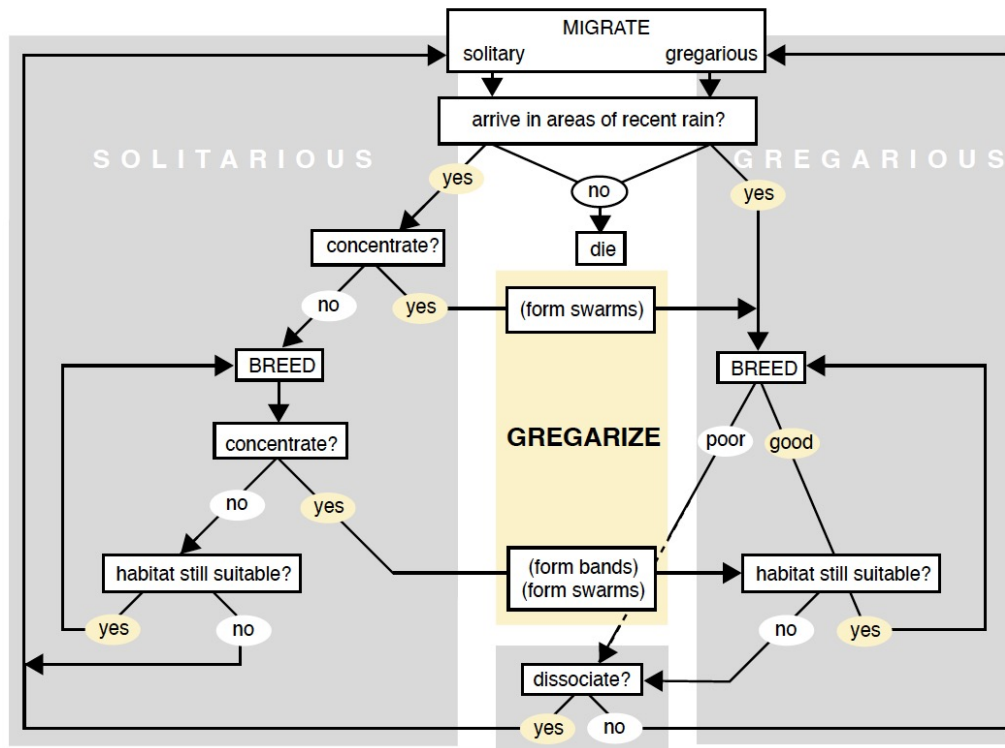 MIGRATE
solitary gregarious
arrive in areas of recent rain?
SOLITARIOUS
GREGARIOUS
yes
no
yes
concentrate?
die
no
yes
(form swarms)
BREED
BREED
GREGARIZE
concentrate?
poor
good
no
yes
habitat still suitable?
(form bands)
(form swarms)
habitat still suitable?
yes
no
no
yes
dissociate?
yes
no